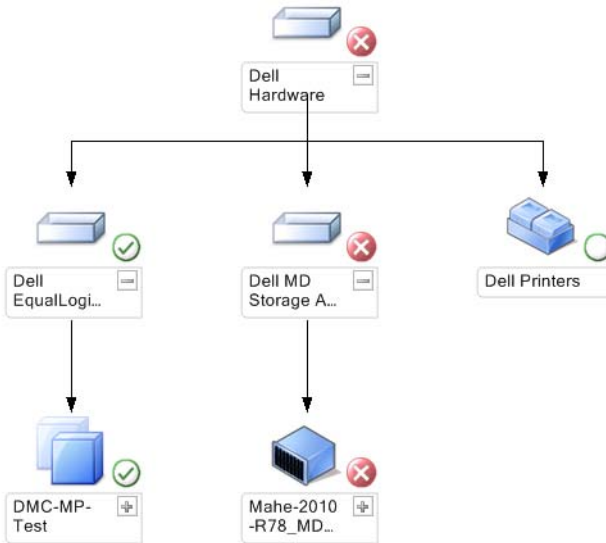 Dell
Hardware
Dell
EqualLogi...
Dell MD
Storage A...
Dell Printers
DMC-MP-
Test
Mahe-2010
-R78_MD...